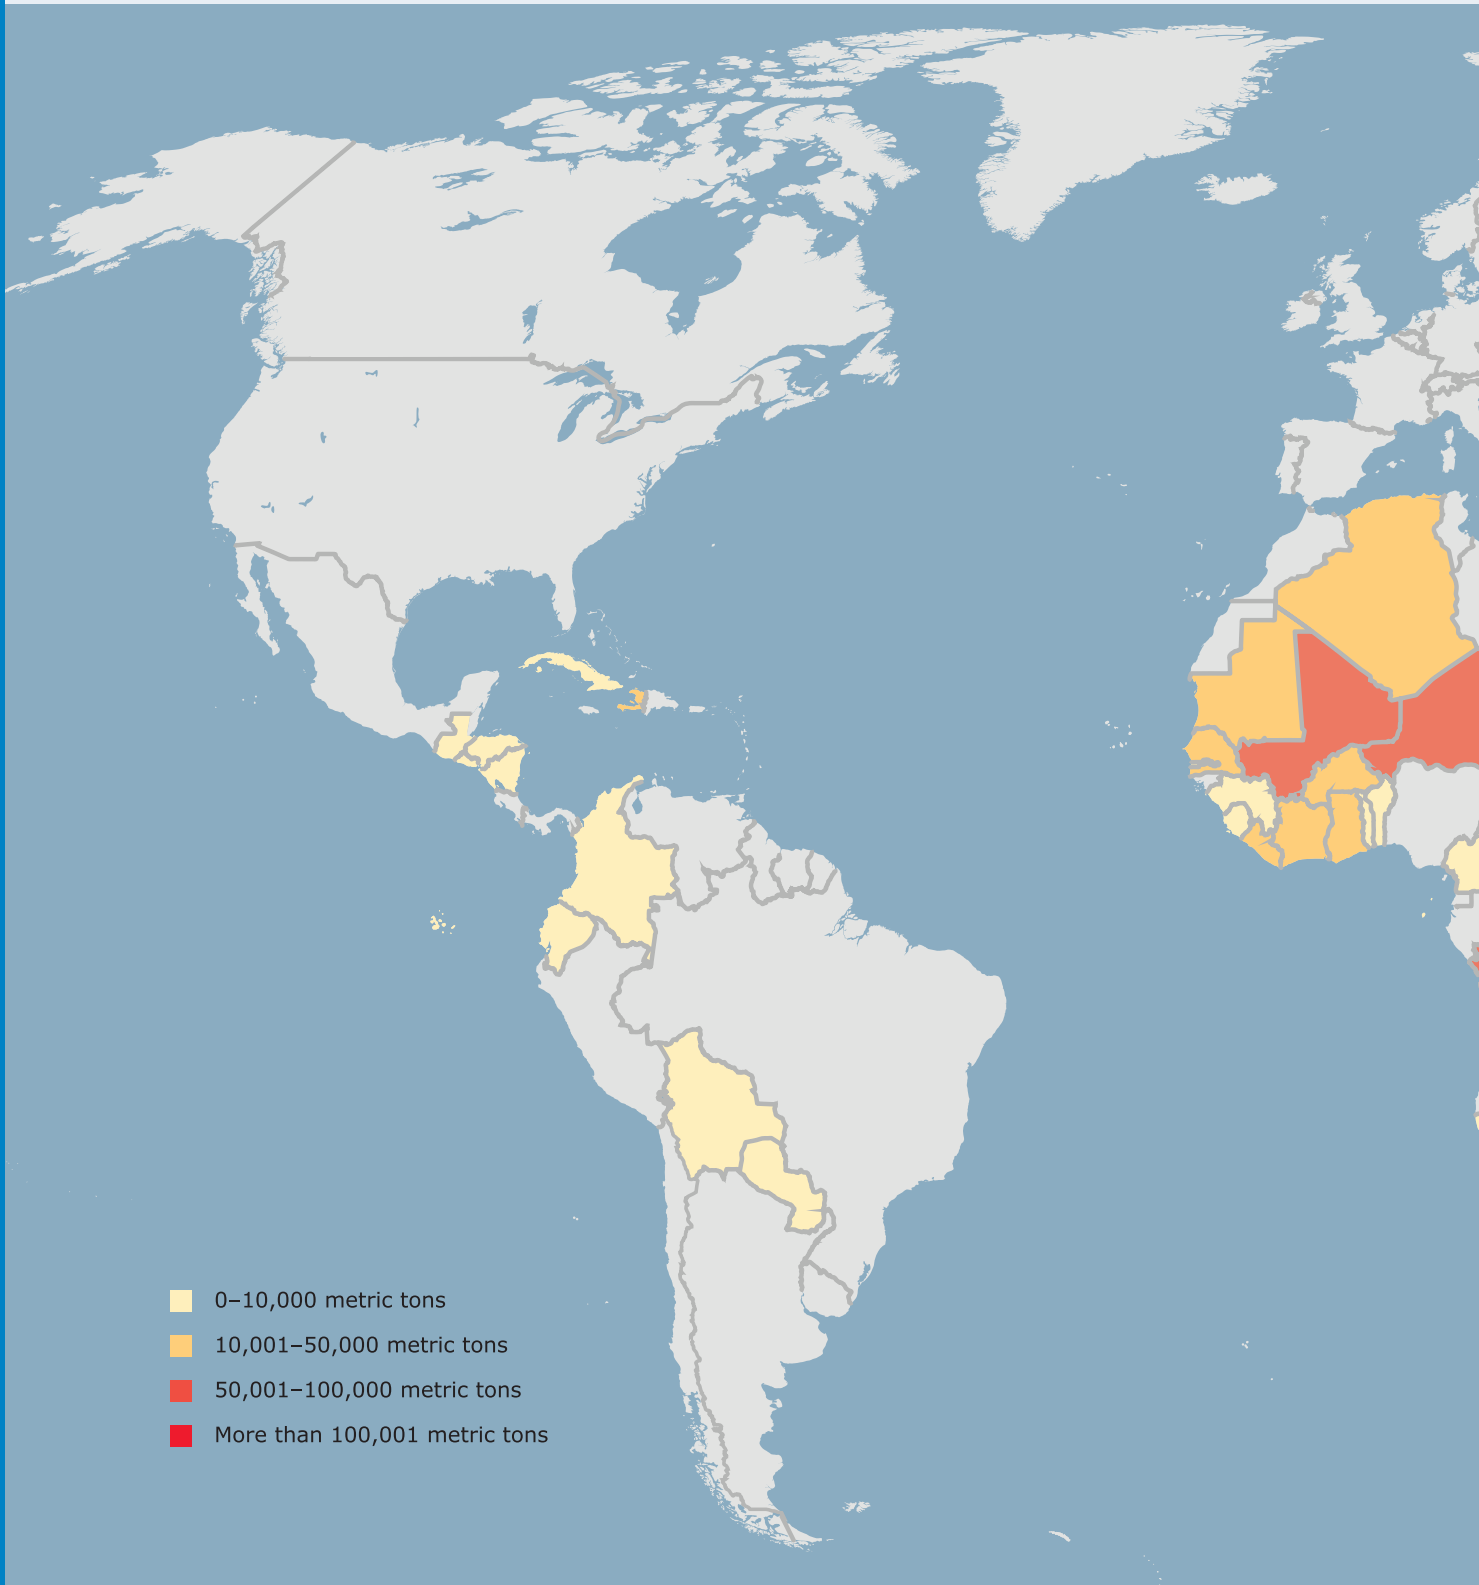 0–10,000 metric tons
10,001–50,000 metric tons
50,001–100,000 metric tons
More than 100,001 metric tons